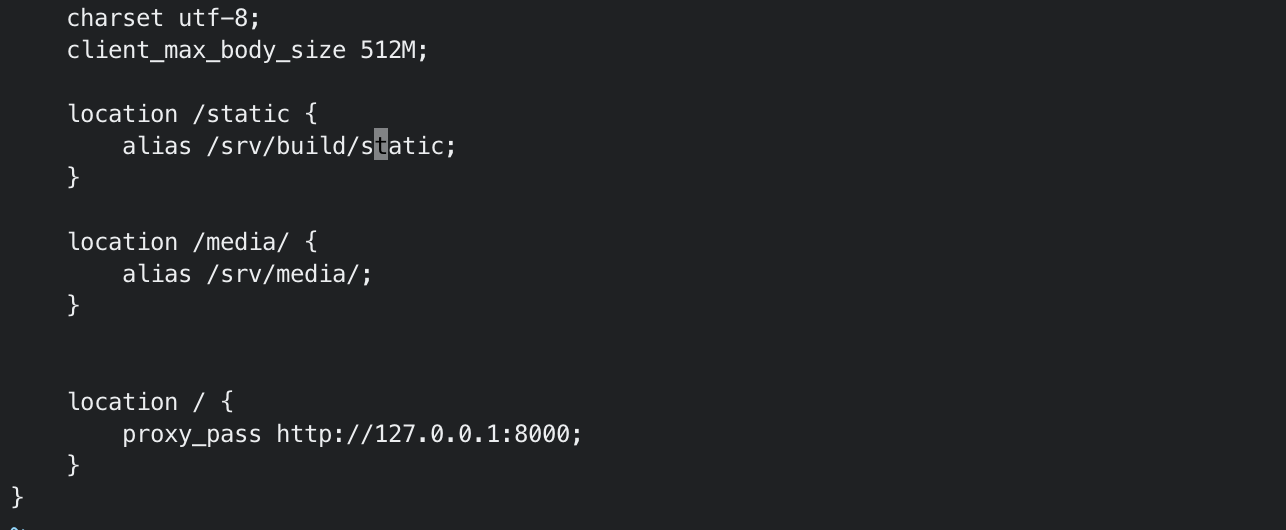 charset utf-8;
client_max_body_size 512M;
location /static {
alias /srv/build/static;
}
location /media/ {
alias /srv/media/;
}
location / {
proxy_pass http://127.0.0.1:8000;
}
}